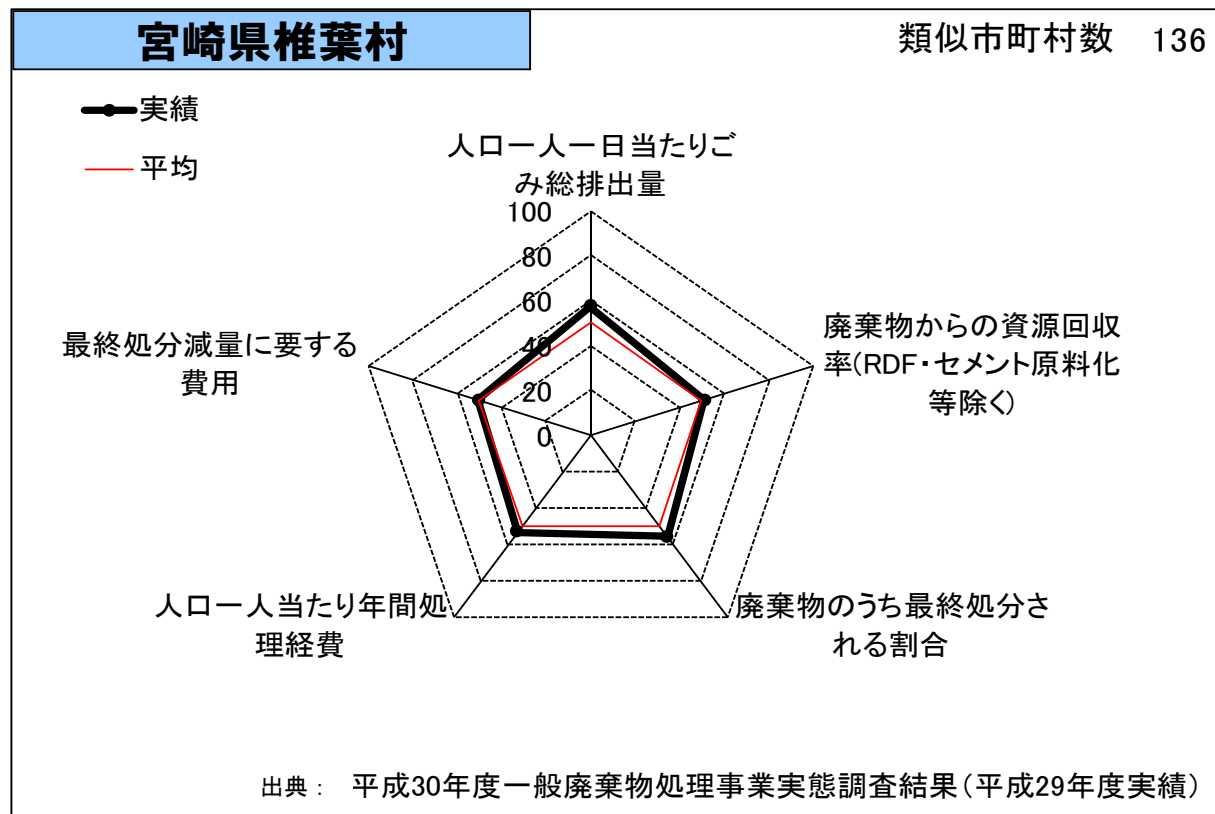 宮崎県椎葉村
類似市町村数 136
実績
平均
人口一人一日当たりご
み総排出量
100
80
60
40
20
0
廃棄物からの資源回収
率(RDF・セメント原料化
等除く)
最終処分減量に要する
費用
人口一人当たり年間処
理経費
廃棄物のうち最終処分さ
れる割合
出典： 平成30年度一般廃棄物処理事業実態調査結果（平成29年度実績）